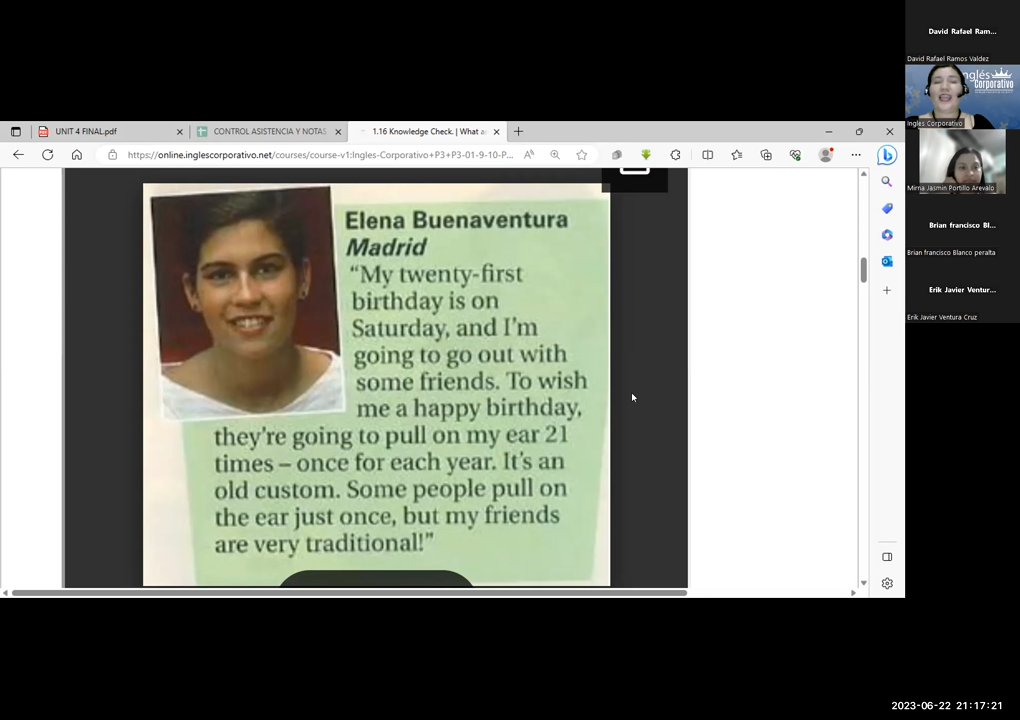 David Rafael Ram...
David Rafael Ramos Valdez
Inglés
Corporativo
Inglés Corporativo
Mirna Jasmin Portillo Arevalo
Brian francisco Bl...
Brian francisco Blanco peralta
Erik Javier Ventur...
Erik Javier Ventura Cruz
UNIT 4 FINAL.pdf
CONTROL ASISTENCIA Y NOTAS
1.16 Knowledge Check. | What a
https://online.inglescorporativo.net/courses/course-v1:Ingles-Corporativo+P3+P3-01-9-10-P...
Elena Buenaventura
Madrid
“My twenty-first
birthday is on
Saturday, and I'm
going to go out with
some friends. To wish
me a happy birthday,
they're going to pull on my ear 21
times – once for each year. It's an
old custom. Some people pull on
the ear just once, but my friends
are very traditional!”
2023-06-22 21:17:21